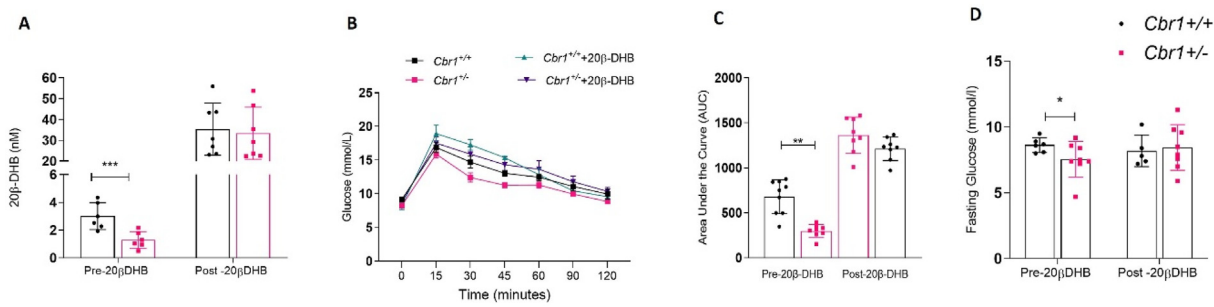 A
20β-DHB (nM)
60
50
40
30
20
6
4
2
0
***
Pre-20βDHB
Post -20βDHB
B
Cbr1+/+
Cbr1+/-
Cbr1+/++20β-DHB
Cbr1+/-+20β-DHB
Glucose (mmol/L)
25
20
15
10
5
0
0
15
30
45
60
90
120
Time (minutes)
C
Area Under the Curve (AUC)
2000
1500
1000
500
0
**
Pre-20β-DHB
Post-20β-DHB
D
Cbr1+/+
Cbr1+/-
Fasting Glucose (mmol/l)
15
10
5
0
*
Pre-20βDHB
Post -20βDHB